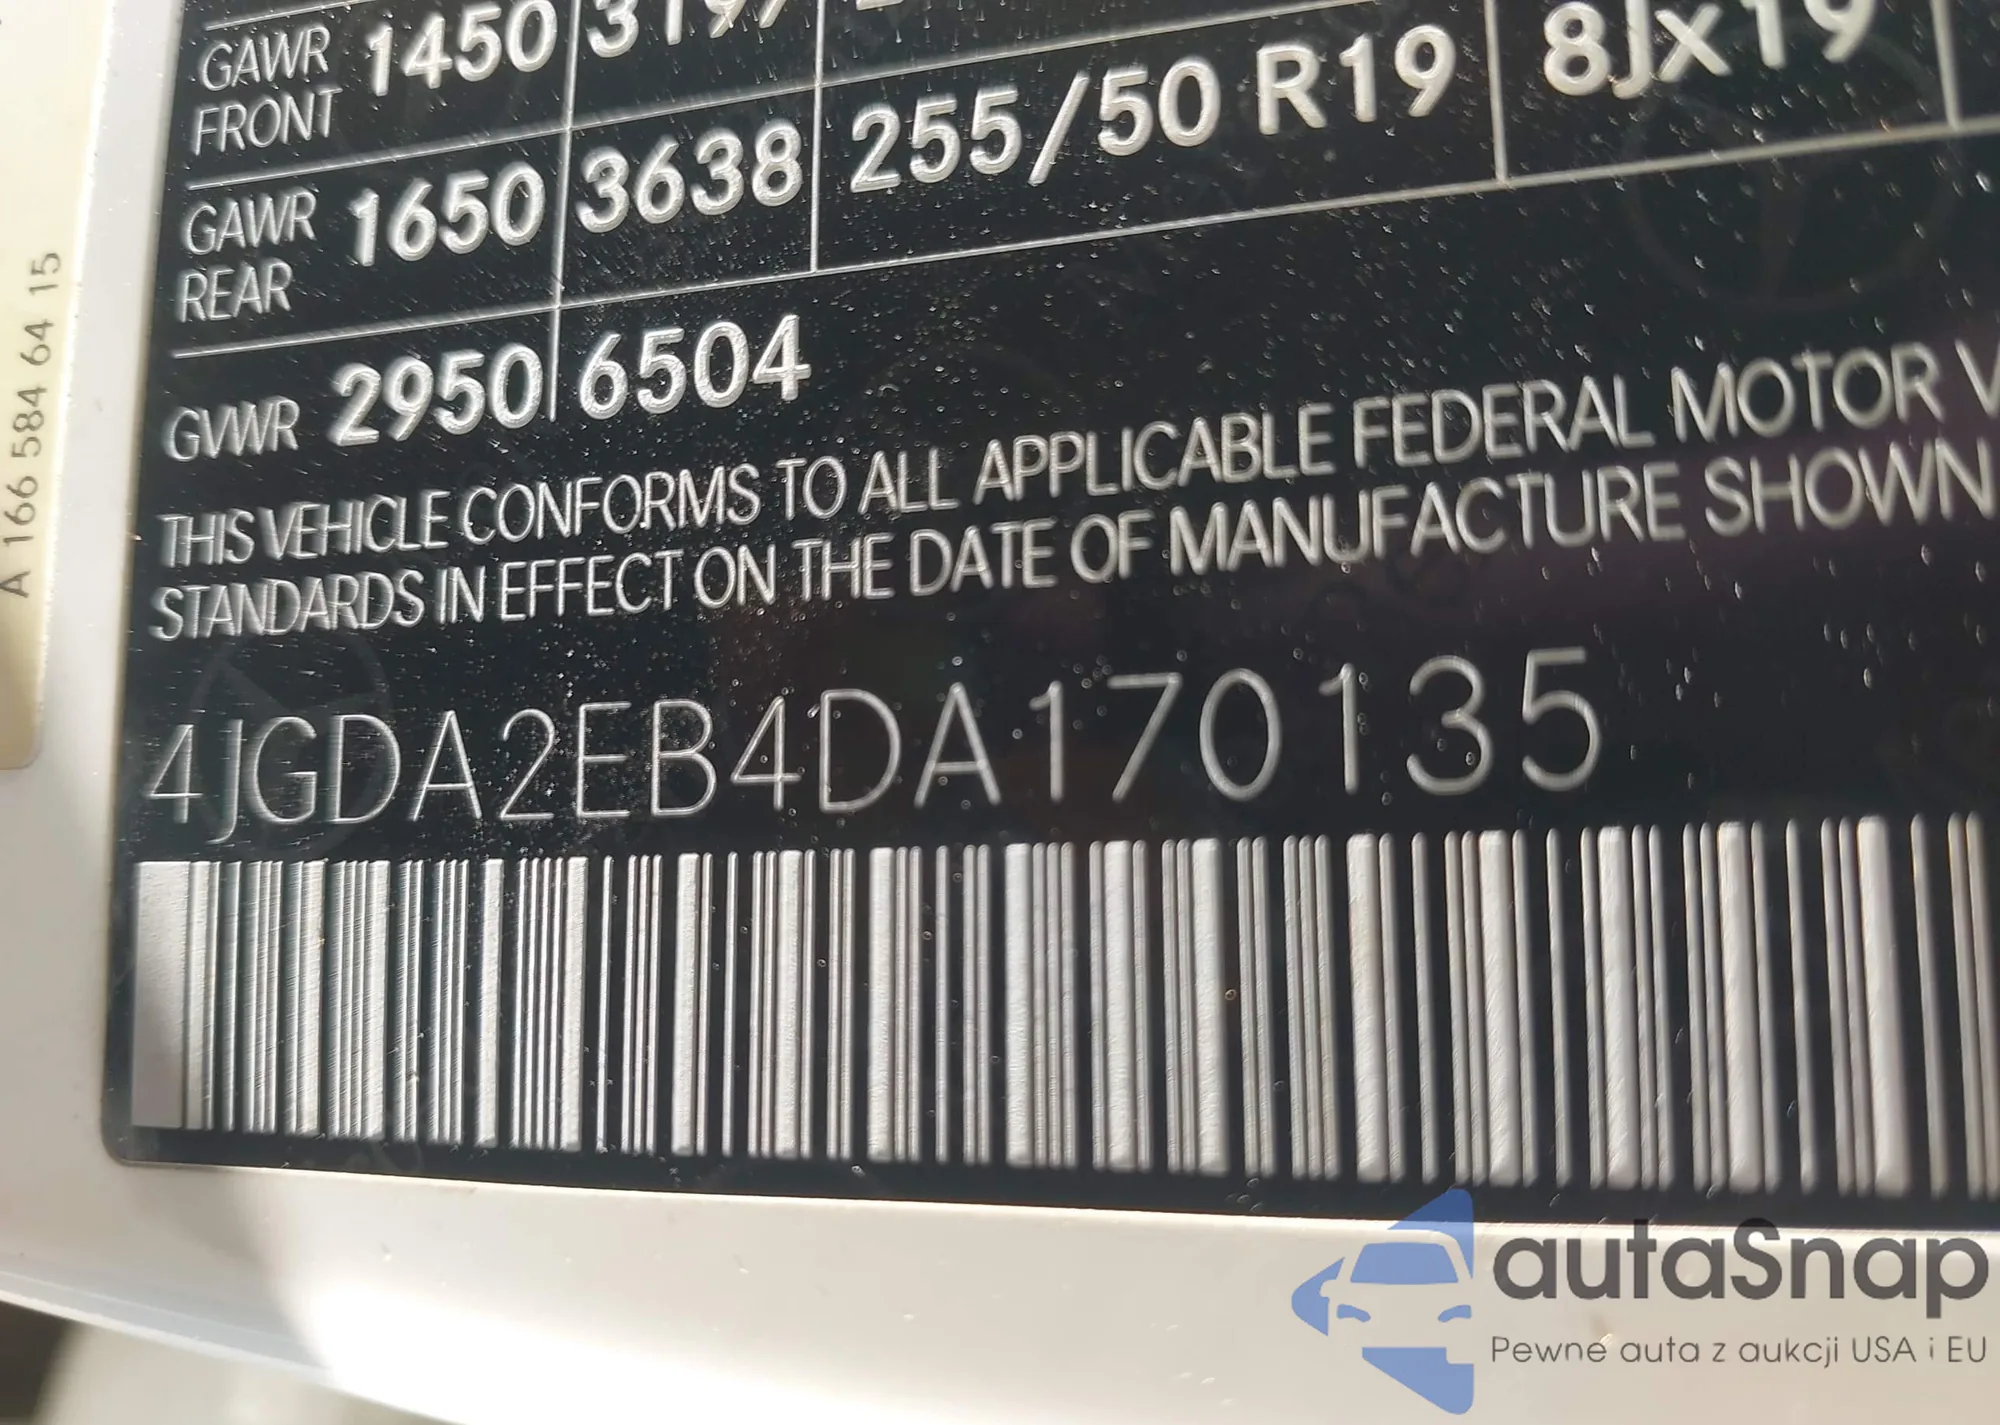 GAWR FRONT 1450 319
8Jx19
GAWR REAR 1650 3638 255/50 R19
GVWR 2950 6504
THIS VEHICLE CONFORMS TO ALL APPLICABLE FEDERAL MOTOR V
STANDARDS IN EFFECT ON THE DATE OF MANUFACTURE SHOWN
4JGDA2EB4DA170135
A 166 584 64 15
autaSnap
Pewne auta z aukcji USA i EU